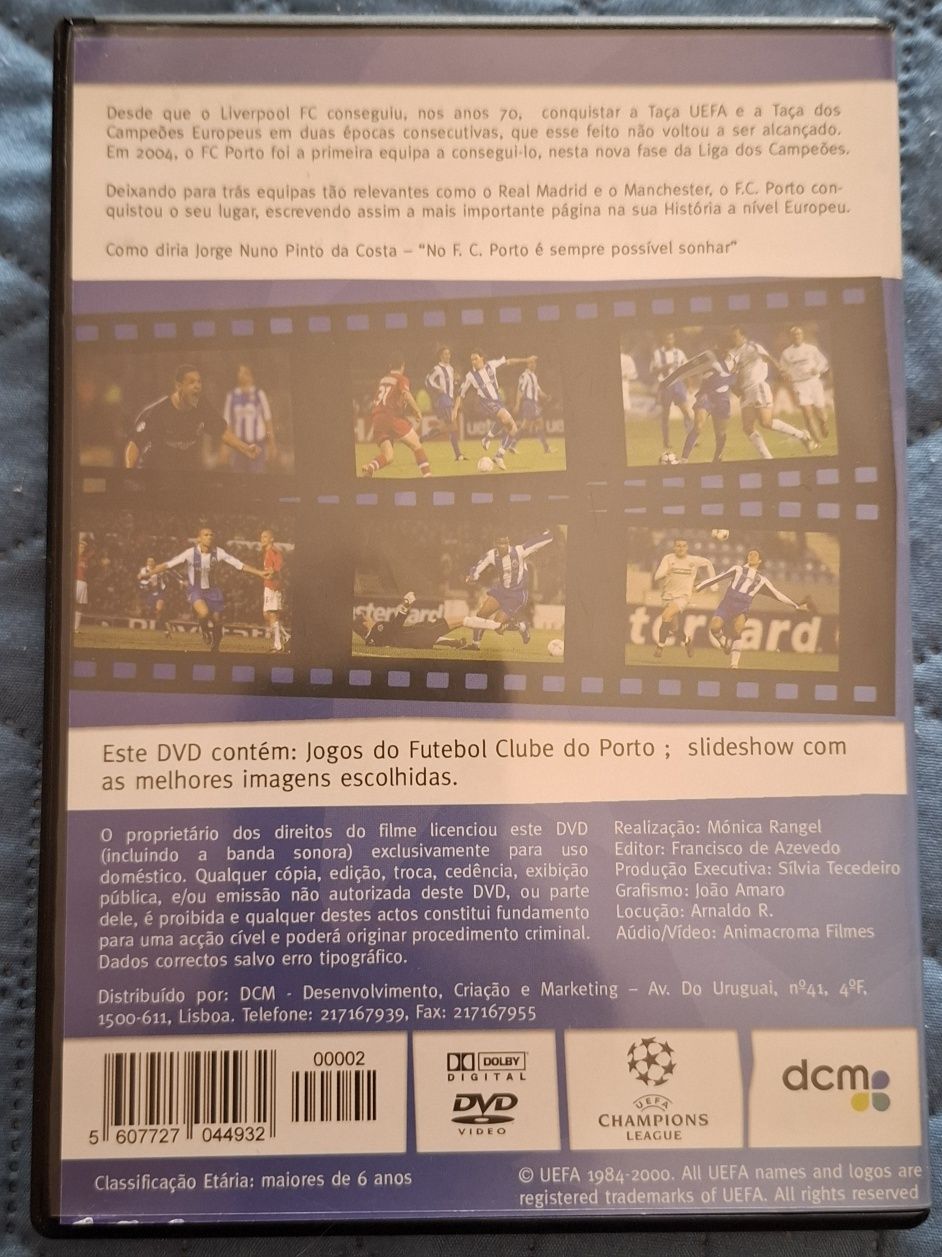 Desde que o Liverpool FC conseguiu, nos anos 70, conquistar a Taça UEFA e a Taça dos
Campeões Europeus em duas épocas consecutivas, que esse feito não voltou a ser alcançado.
Em 2004, o FC Porto foi a primeira equipa a consegui-lo, nesta nova fase da Liga dos Campeões.
Deixando para trás equipas tão relevantes como o Real Madrid e o Manchester, o F.C. Porto con-
quistou o seu lugar, escrevendo assim a mais importante página na sua História a nível Europeu.
Como diria Jorge Nuno Pinto da Costa – "No F. C. Porto é sempre possível sonhar"
37
stercard
tercard
Este DVD contém: Jogos do Futebol Clube do Porto ; slideshow com
as melhores imagens escolhidas.
O proprietário dos direitos do filme licenciou este DVD
(incluindo a banda sonora) exclusivamente para uso
doméstico. Qualquer cópia, edição, troca, cedência, exibição
pública, e/ou emissão não autorizada deste DVD, ou parte
dele, é proibida e qualquer destes actos constitui fundamento
para uma acção cível e poderá originar procedimento criminal.
Dados correctos salvo erro tipográfico.
Realização: Mónica Rangel
Editor: Francisco de Azevedo
Produção Executiva: Sílvia Tecedeiro
Grafismo: João Amaro
Locução: Arnaldo R.
Aúdio/Vídeo: Animacroma Filmes
Distribuído por: DCM - Desenvolvimento, Criação e Marketing – Av. Do Uruguai, nº41, 4ºF,
1500-611, Lisboa. Telefone: 217167939, Fax: 217167955
00002
5 607727 044932
DOLBY
DIGITAL
DVD
VIDEO
UEFA
CHAMPIONS
LEAGUE
dcm
Classificação Etária: maiores de 6 anos
© UEFA 1984-2000. All UEFA names and logos are
registered trademarks of UEFA. All rights reserved